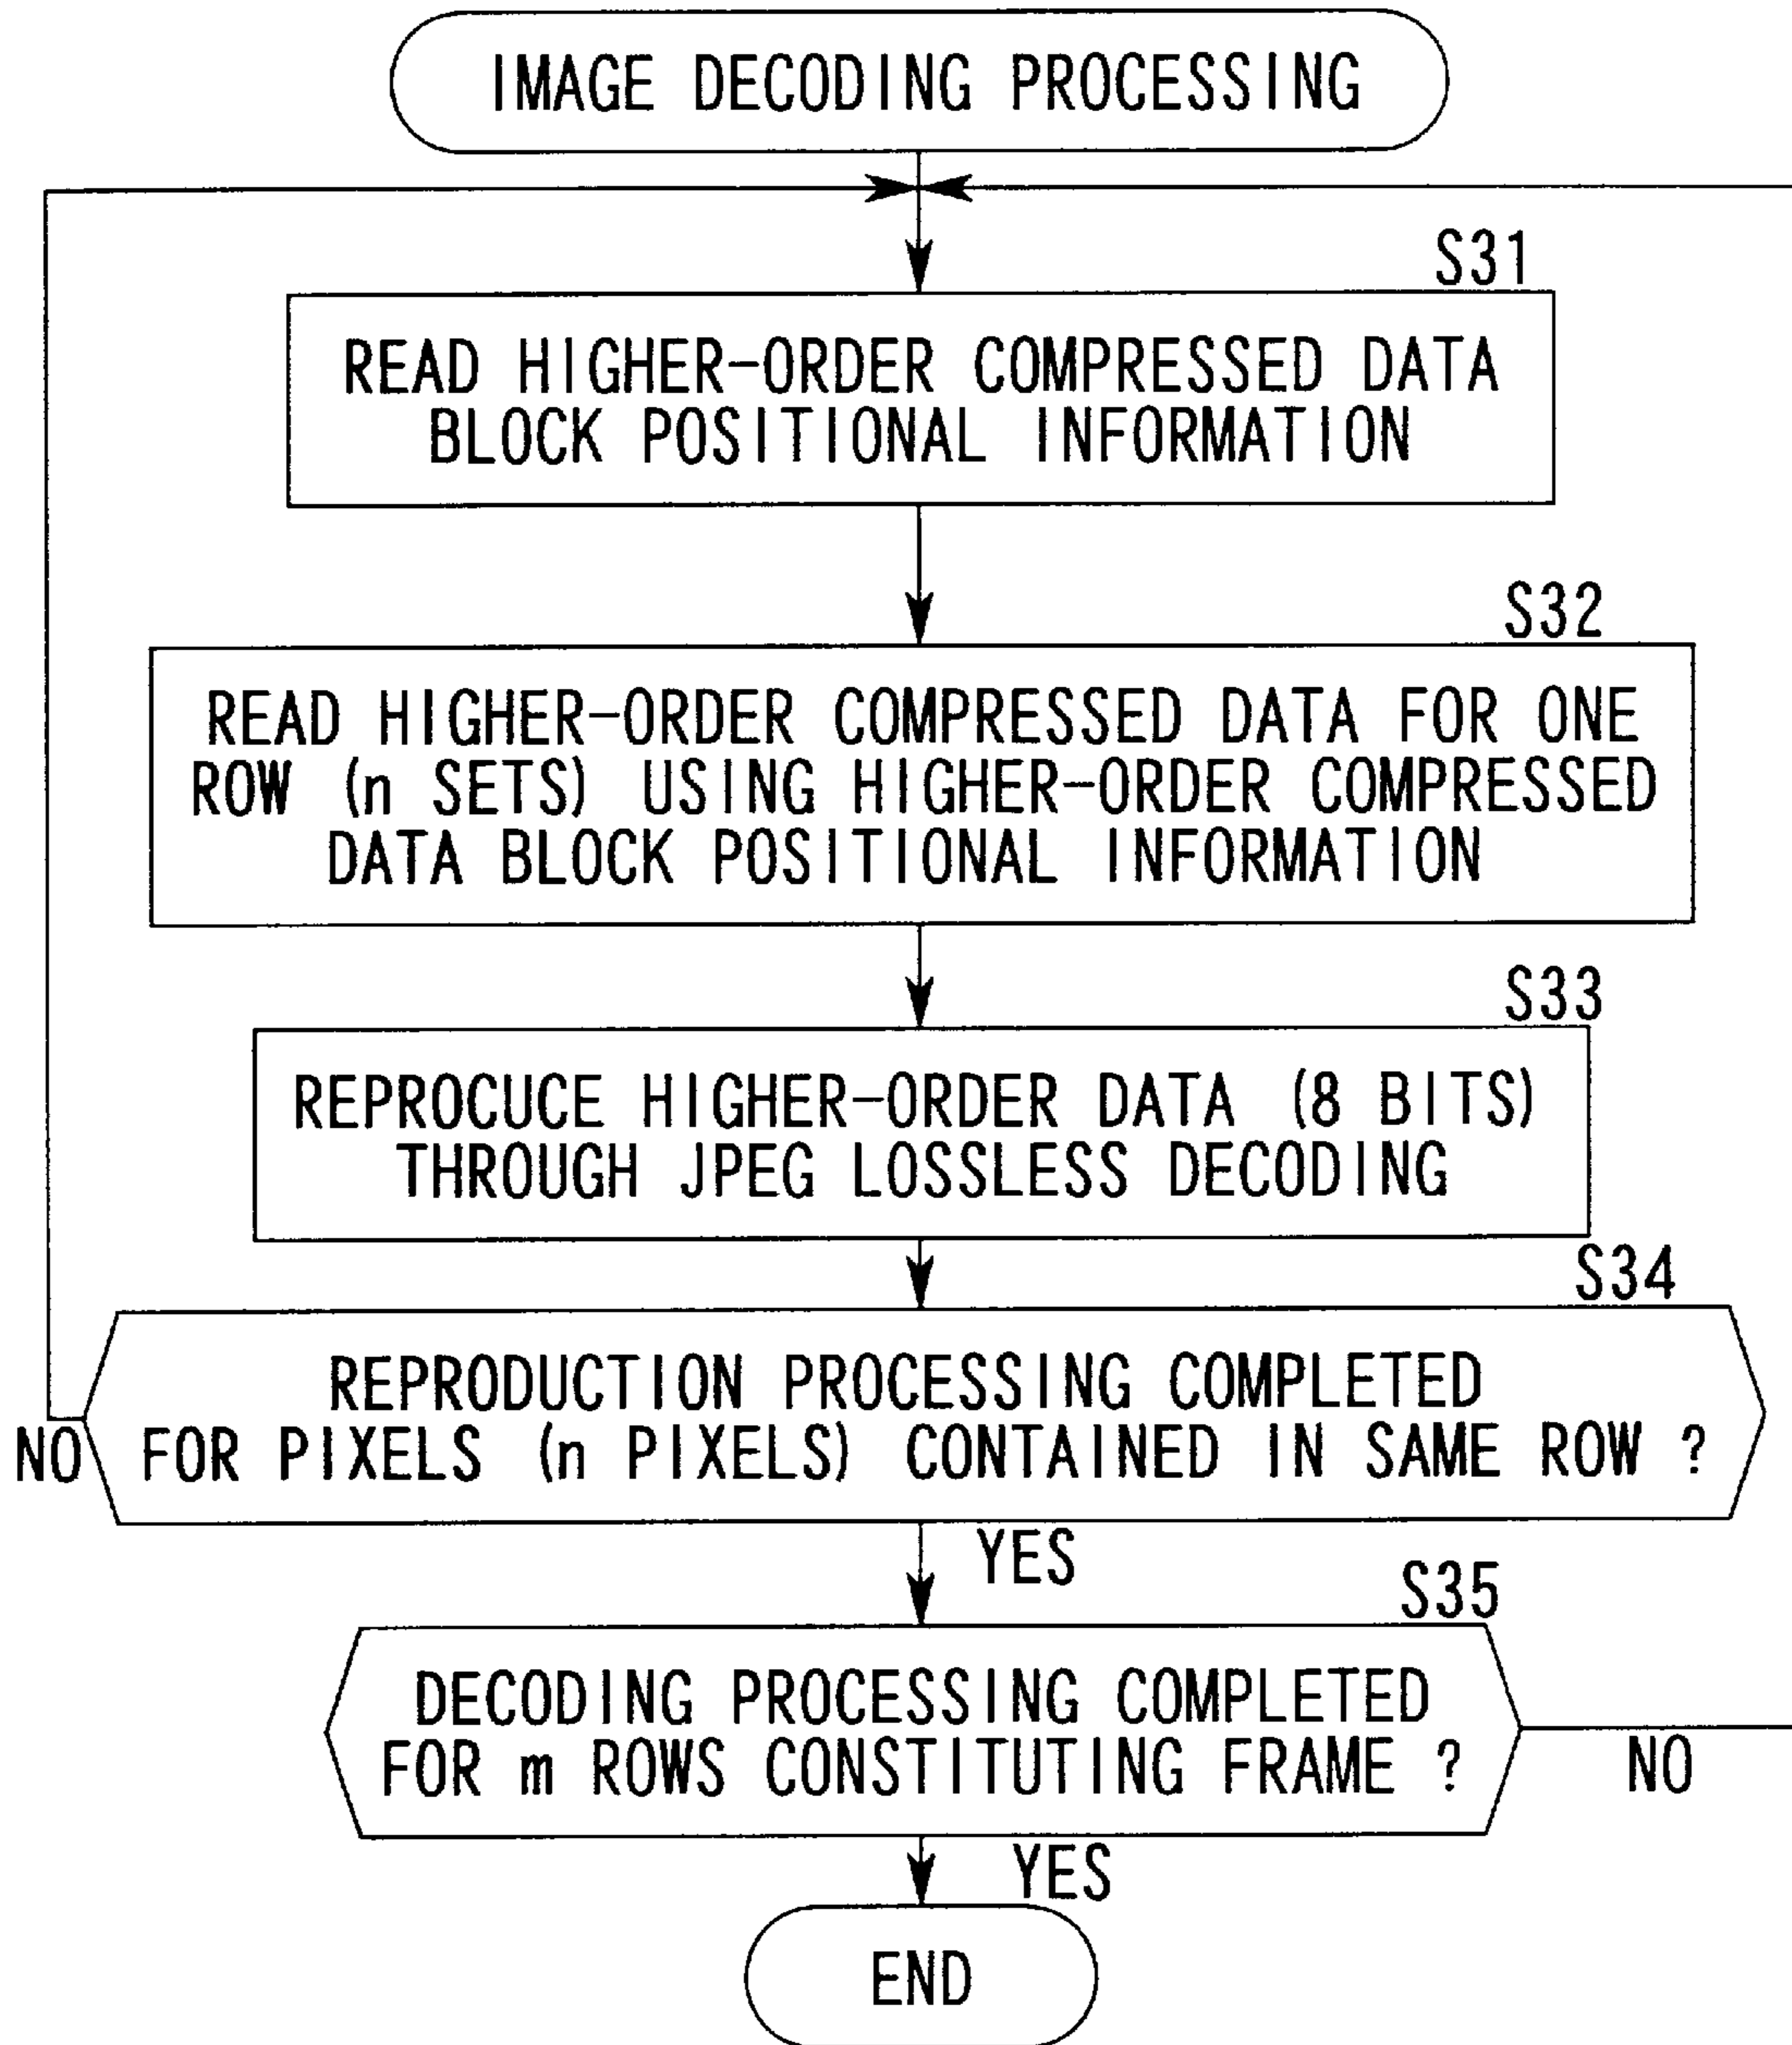 IMAGE DECODING PROCESSING
S31
READ HIGHER-ORDER COMPRESSED DATA
BLOCK POSITIONAL INFORMATION
S32
READ HIGHER-ORDER COMPRESSED DATA FOR ONE
ROW (n SETS) USING HIGHER-ORDER COMPRESSED
DATA BLOCK POSITIONAL INFORMATION
S33
REPROCUCE HIGHER-ORDER DATA (8 BITS)
THROUGH JPEG LOSSLESS DECODING
S34
REPRODUCTION PROCESSING COMPLETED
NO FOR PIXELS (n PIXELS) CONTAINED IN SAME ROW ?
YES
S35
DECODING PROCESSING COMPLETED
FOR m ROWS CONSTITUTING FRAME ?
NO
YES
END